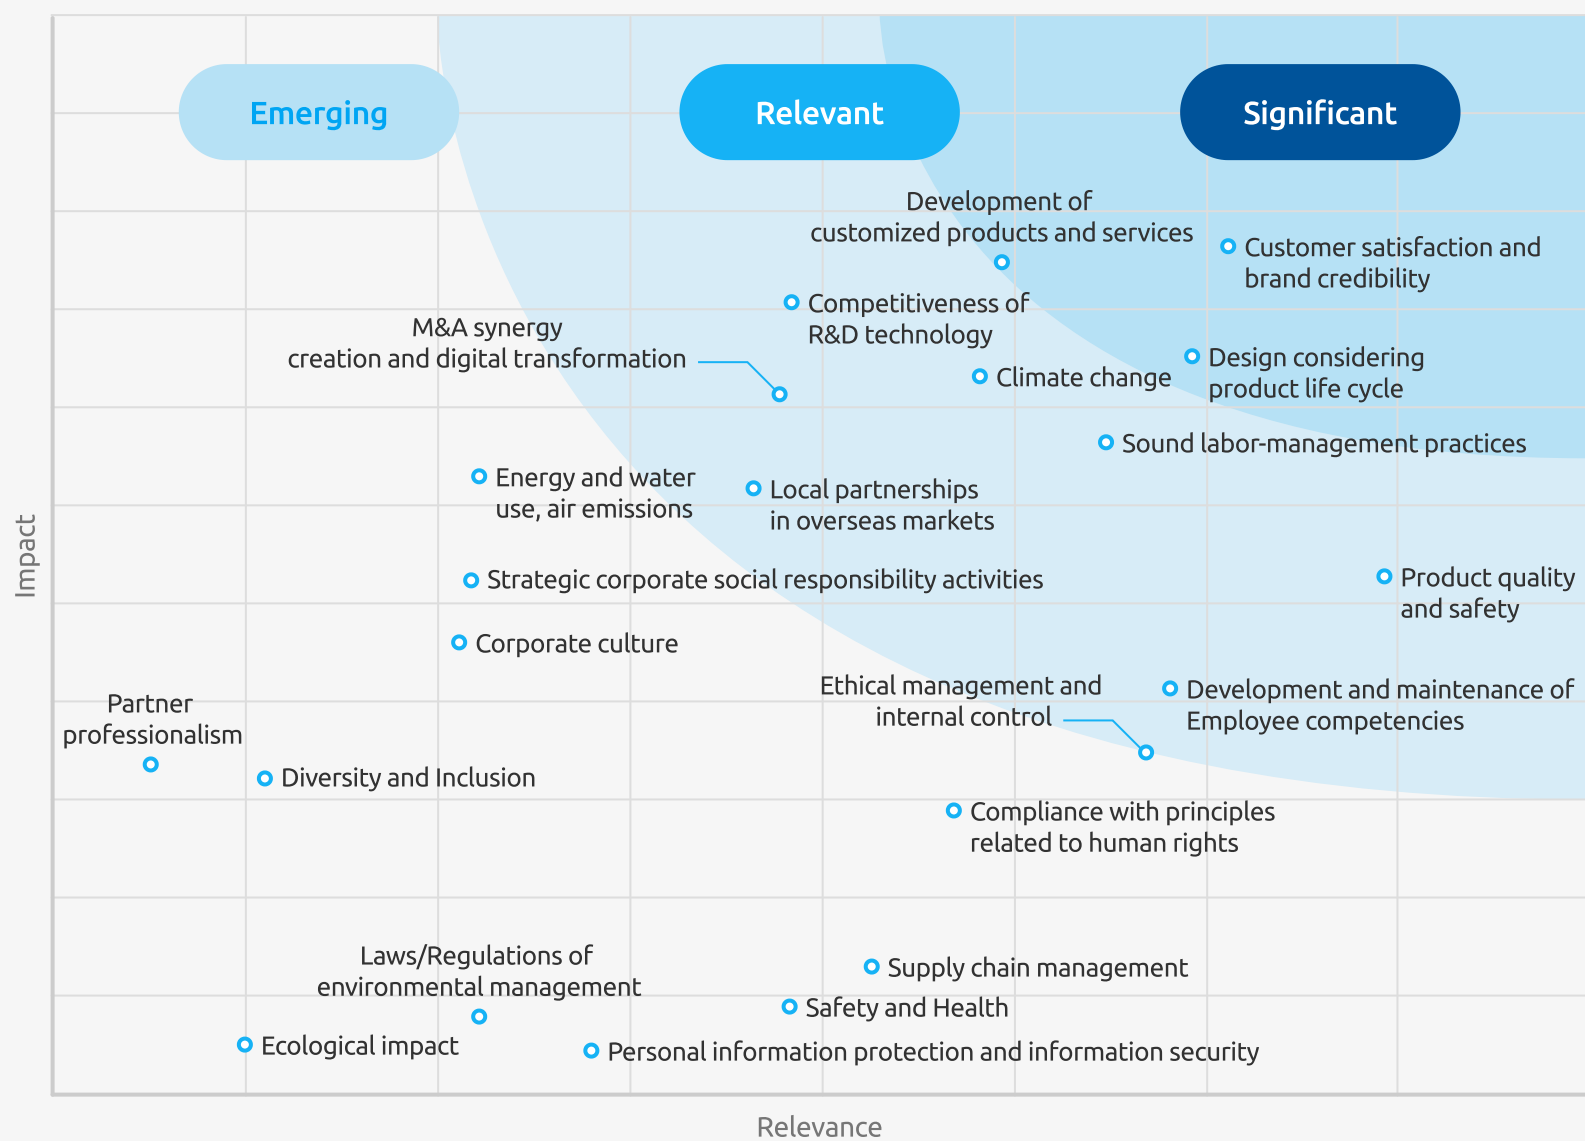 Emerging
Relevant
Significant
Development of
customized products and services
Customer satisfaction and
brand credibility
Competitiveness of
R&D technology
M&A synergy
creation and digital transformation
Climate change
Design considering
product life cycle
Sound labor-management practices
Energy and water
use, air emissions
Local partnerships
in overseas markets
Strategic corporate social responsibility activities
Product quality
and safety
Corporate culture
Ethical management and
internal control
Development and maintenance of
Employee competencies
Partner
professionalism
Diversity and Inclusion
Compliance with principles
related to human rights
Laws/Regulations of
environmental management
Supply chain management
Safety and Health
Ecological impact
Personal information protection and information security
Impact
Relevance